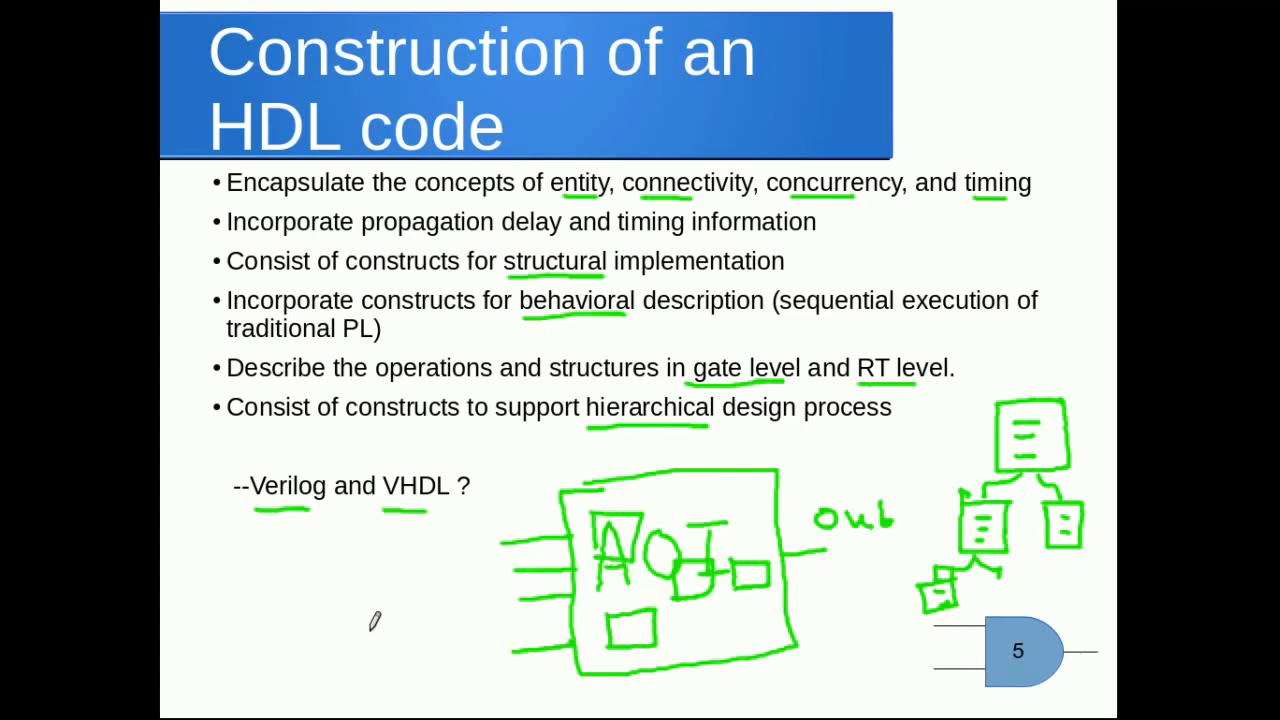 Construction of an
HDL code
• Encapsulate the concepts of entity, connectivity, concurrency, and timing
• Incorporate propagation delay and timing information
• Consist of constructs for structural implementation
• Incorporate constructs for behavioral description (sequential execution of
traditional PL)
• Describe the operations and structures in gate level and RT level.
• Consist of constructs to support hierarchical design process
--Verilog and VHDL ?
out
AOI
5